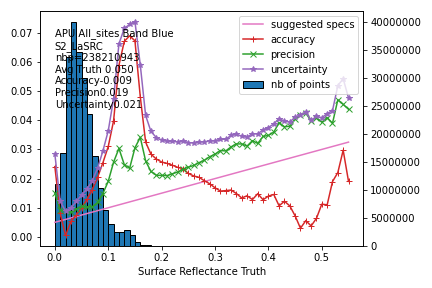 APU All_sites Band Blue
S2_LaSRC
nbp=238210943
Avg Truth 0.050
Accuracy-0.009
Precision0.019
Uncertainty0.021
suggested specs
accuracy
precision
uncertainty
nb of points
0.07
0.06
0.05
0.04
0.03
0.02
0.01
0.00
40000000
35000000
30000000
25000000
20000000
15000000
10000000
5000000
0
0.0 0.1 0.2 0.3 0.4 0.5
Surface Reflectance Truth